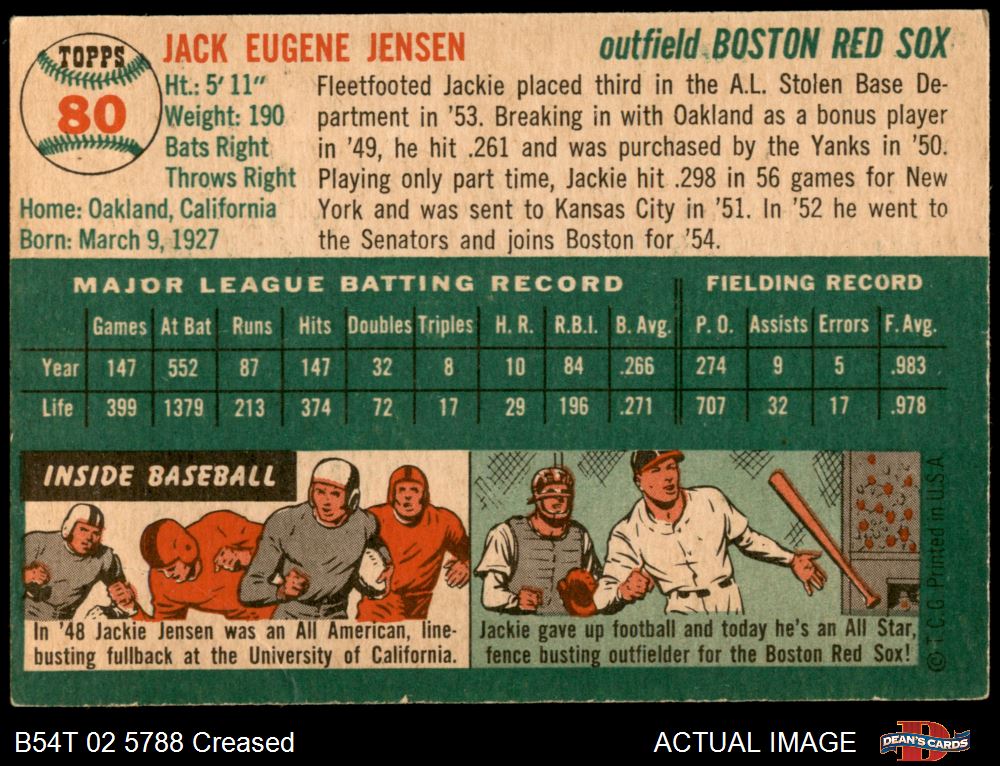 TOPPS
80
JACK EUGENE JENSEN
outfield BOSTON RED SOX
Ht.: 5' 11"
Weight: 190
Bats Right
Throws Right
Home: Oakland, California
Born: March 9, 1927
Fleetfooted Jackie placed third in the A.L. Stolen Base De-
partment in '53. Breaking in with Oakland as a bonus player
in '49, he hit .261 and was purchased by the Yanks in '50.
Playing only part time, Jackie hit .298 in 56 games for New
York and was sent to Kansas City in '51. In '52 he went to
the Senators and joins Boston for '54.
MAJOR LEAGUE BATTING RECORD FIELDING RECORD
Games At Bat Runs Hits Doubles Triples H. R. R.B.I. B. Avg. P. O. Assists Errors F. Avg.
Year 147 552 87 147 32 8 10 84 .266 274 9 5 .983
Life 399 1379 213 374 72 17 29 196 .271 707 32 17 .978
INSIDE BASEBALL
In '48 Jackie Jensen was an All American, line-
busting fullback at the University of California.
Jackie gave up football and today he's an All Star,
fence busting outfielder for the Boston Red Sox!
© T.C.G. Printed in U.S.A.
B54T 02 5788 Creased
ACTUAL IMAGE
D
DEAN'S CARDS